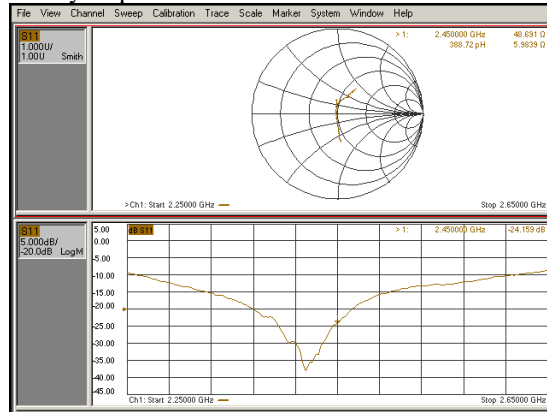 File View Channel Sweep Calibration Trace Scale Marker System Window Help
S11
1.000U/
1.00U Smith
> 1: 2.450000 GHz 48.691 Ω
388.72 pH 5.9839 Ω
>Ch1: Start 2.25000 GHz
Stop 2.65000 GHz
S11
5.000dB/
-20.0dB LogM
dB S11
> 1: 2.450000 GHz -24.159 dB
5.00
0.00
-5.00
-10.00
-15.00
-20.00
-25.00
-30.00
-35.00
-40.00
-45.00
1
Ch1: Start 2.25000 GHz
Stop 2.65000 GHz